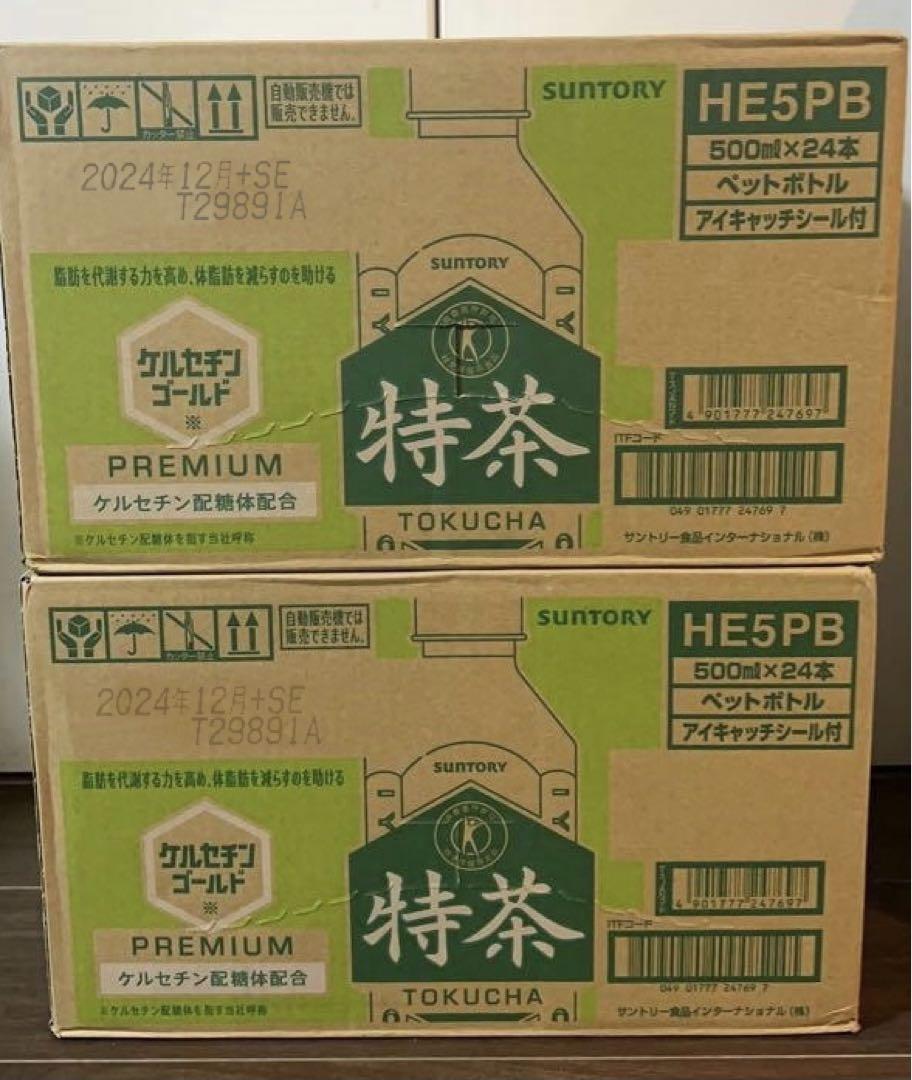 カッター禁止
自動販売機では
販売できません。
SUNTORY
HE5PB
500ml×24本
ペットボトル
アイキャッチシール付
2024年12月+SE
T29891A
脂肪を代謝する力を高め、体脂肪を減らすのを助ける
ケルセチン
ゴールド
※
PREMIUM
ケルセチン配糖体配合
※ケルセチン配糖体を指す当社呼称
SUNTORY
特茶
TOKUCHA
4 901777 247697
ITFコード
049 01777 24769 7
サントリー食品インターナショナル(株)
カッター禁止
自動販売機では
販売できません。
SUNTORY
HE5PB
500ml×24本
ペットボトル
アイキャッチシール付
2024年12月+SE
T29891A
脂肪を代謝する力を高め、体脂肪を減らすのを助ける
ケルセチン
ゴールド
※
PREMIUM
ケルセチン配糖体配合
※ケルセチン配糖体を指す当社呼称
SUNTORY
特茶
TOKUCHA
4 901777 247697
ITFコード
049 01777 24769 7
サントリー食品インターナショナル(株)